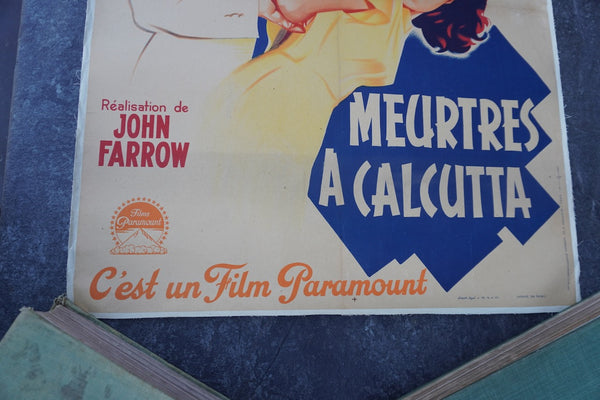 Réalisation de
JOHN
FARROW
MEURTRES
A CALCUTTA
Films
Paramount
C'est un Film Paramount